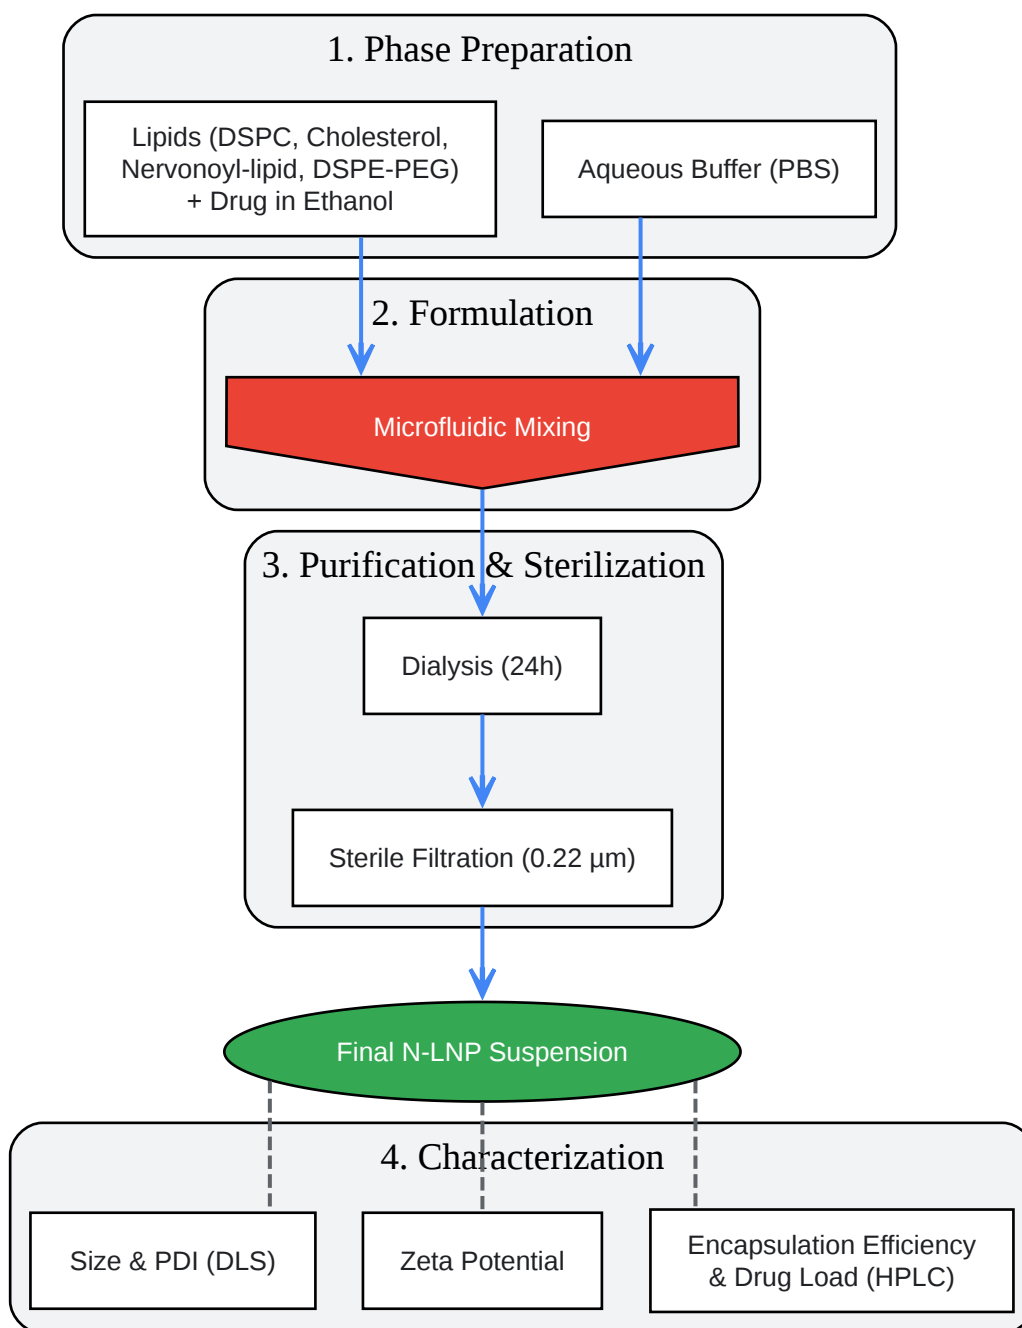 1. Phase Preparation
Lipids (DSPC, Cholesterol,
Nervonoyl-lipid, DSPE-PEG)
+ Drug in Ethanol
Aqueous Buffer (PBS)
2. Formulation
Microfluidic Mixing
3. Purification & Sterilization
Dialysis (24h)
Sterile Filtration (0.22 µm)
Final N-LNP Suspension
4. Characterization
Size & PDI (DLS)
Zeta Potential
Encapsulation Efficiency
& Drug Load (HPLC)